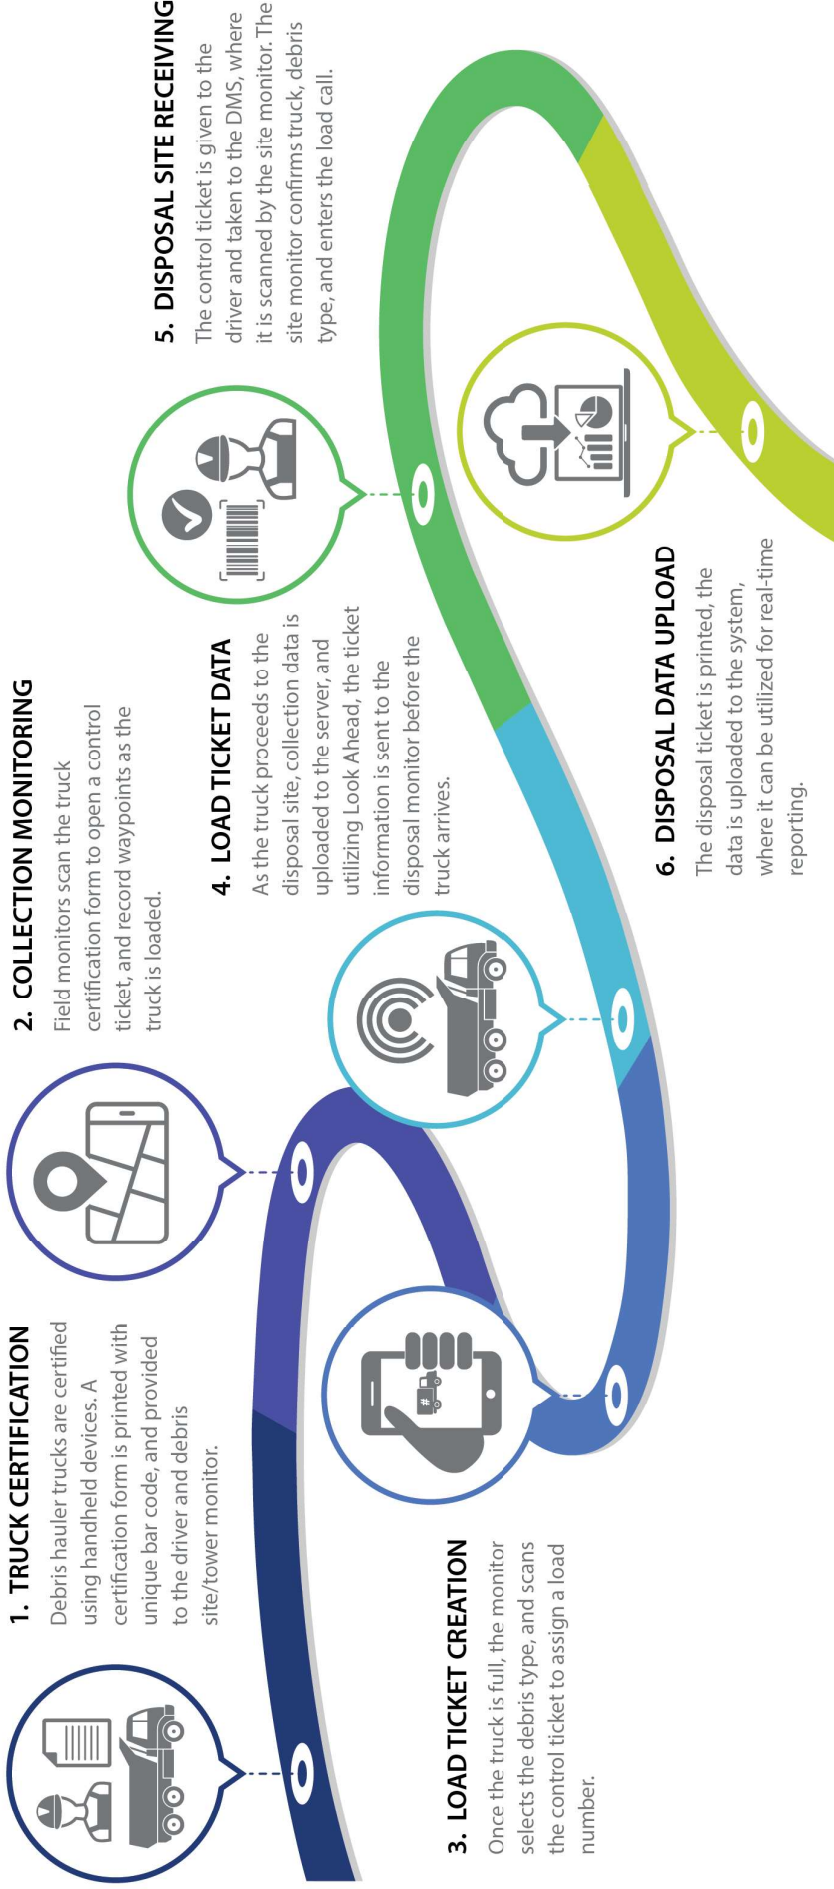 1. TRUCK CERTIFICATION
Debris hauler trucks are certified
using handheld devices. A
certification form is printed with
unique bar code, and provided
to the driver and debris
site/tower monitor.
2. COLLECTION MONITORING
Field monitors scan the truck
certification form to open a control
ticket, and record waypoints as the
truck is loaded.
3. LOAD TICKET CREATION
Once the truck is full, the monitor
selects the debris type, and scans
the control ticket to assign a load
number.
#
4. LOAD TICKET DATA
As the truck proceeds to the
disposal site, collection data is
uploaded to the server, and
utilizing Look Ahead, the ticket
information is sent to the
disposal monitor before the
truck arrives.
5. DISPOSAL SITE RECEIVING
The control ticket is given to the
driver and taken to the DMS, where
it is scanned by the site monitor. The
site monitor confirms truck, debris
type, and enters the load call.
6. DISPOSAL DATA UPLOAD
The disposal ticket is printed, the
data is uploaded to the system,
where it can be utilized for real-time
reporting.